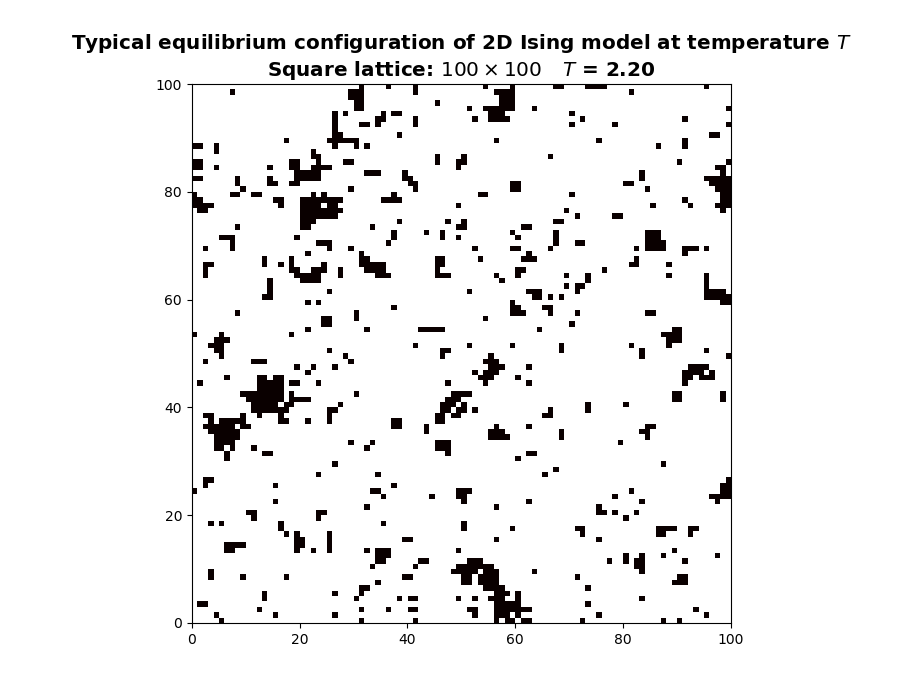 Typical equilibrium configuration of 2D Ising model at temperature T
Square lattice: 100 × 100 T = 2.20
100
80
60
40
20
0
0 20 40 60 80 100